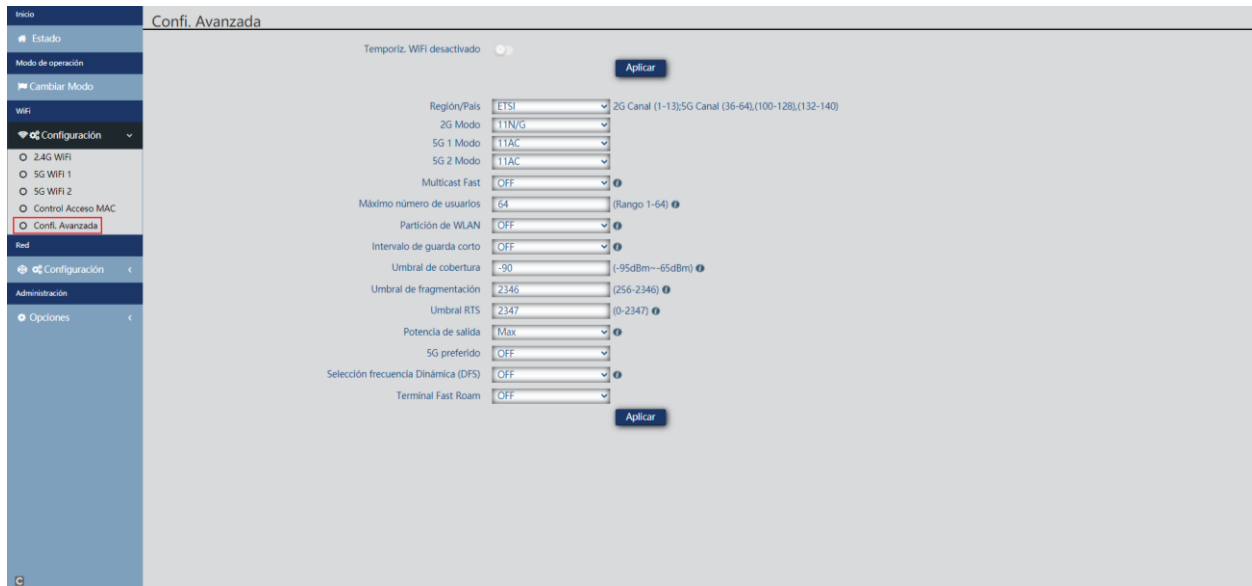 Inicio
Estado
Modo de operación
Cambiar Modo
WiFi
Configuración
2.4G WiFi
5G WiFi 1
5G WiFi 2
Control Acceso MAC
Confi. Avanzada
Red
Configuración
Administración
Opciones
Confi. Avanzada
Temporiz. WiFi desactivado
Aplicar
Región/País ETSI 2G Canal (1-13);5G Canal (36-64),(100-128),(132-140)
2G Modo 11N/G
5G 1 Modo 11AC
5G 2 Modo 11AC
Multicast Fast OFF
Máximo número de usuarios 64 (Rango 1-64)
Partición de WLAN OFF
Intervalo de guarda corto OFF
Umbral de cobertura -90 (-95dBm~-65dBm)
Umbral de fragmentación 2346 (256-2346)
Umbral RTS 2347 (0-2347)
Potencia de salida Max
5G preferido OFF
Selección frecuencia Dinámica (DFS) OFF
Terminal Fast Roam OFF
Aplicar